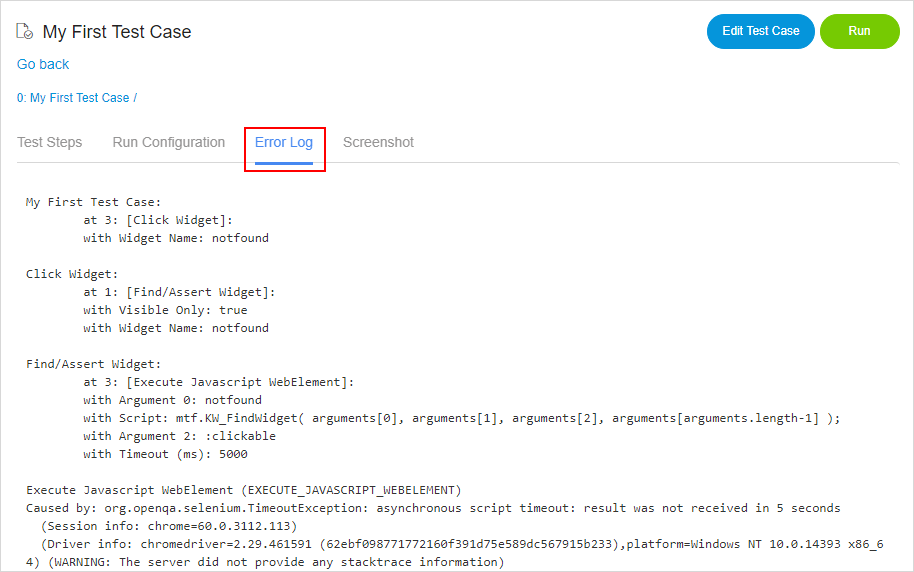 My First Test Case
Edit Test Case
Run
Go back
0: My First Test Case /
Test Steps
Run Configuration
Error Log
Screenshot
My First Test Case:
at 3: [Click Widget]:
with Widget Name: notfound
Click Widget:
at 1: [Find/Assert Widget]:
with Visible Only: true
with Widget Name: notfound
Find/Assert Widget:
at 3: [Execute Javascript WebElement]:
with Argument 0: notfound
with Script: mtf.KW_FindWidget( arguments[0], arguments[1], arguments[2], arguments[arguments.length-1] );
with Argument 2: :clickable
with Timeout (ms): 5000
Execute Javascript WebElement (EXECUTE_JAVASCRIPT_WEBELEMENT)
Caused by: org.openqa.selenium.TimeoutException: asynchronous script timeout: result was not received in 5 seconds
(Session info: chrome=60.0.3112.113)
(Driver info: chromedriver=2.29.461591 (62ebf098771772160f391d75e589dc567915b233),platform=Windows NT 10.0.14393 x86_6
4) (WARNING: The server did not provide any stacktrace information)